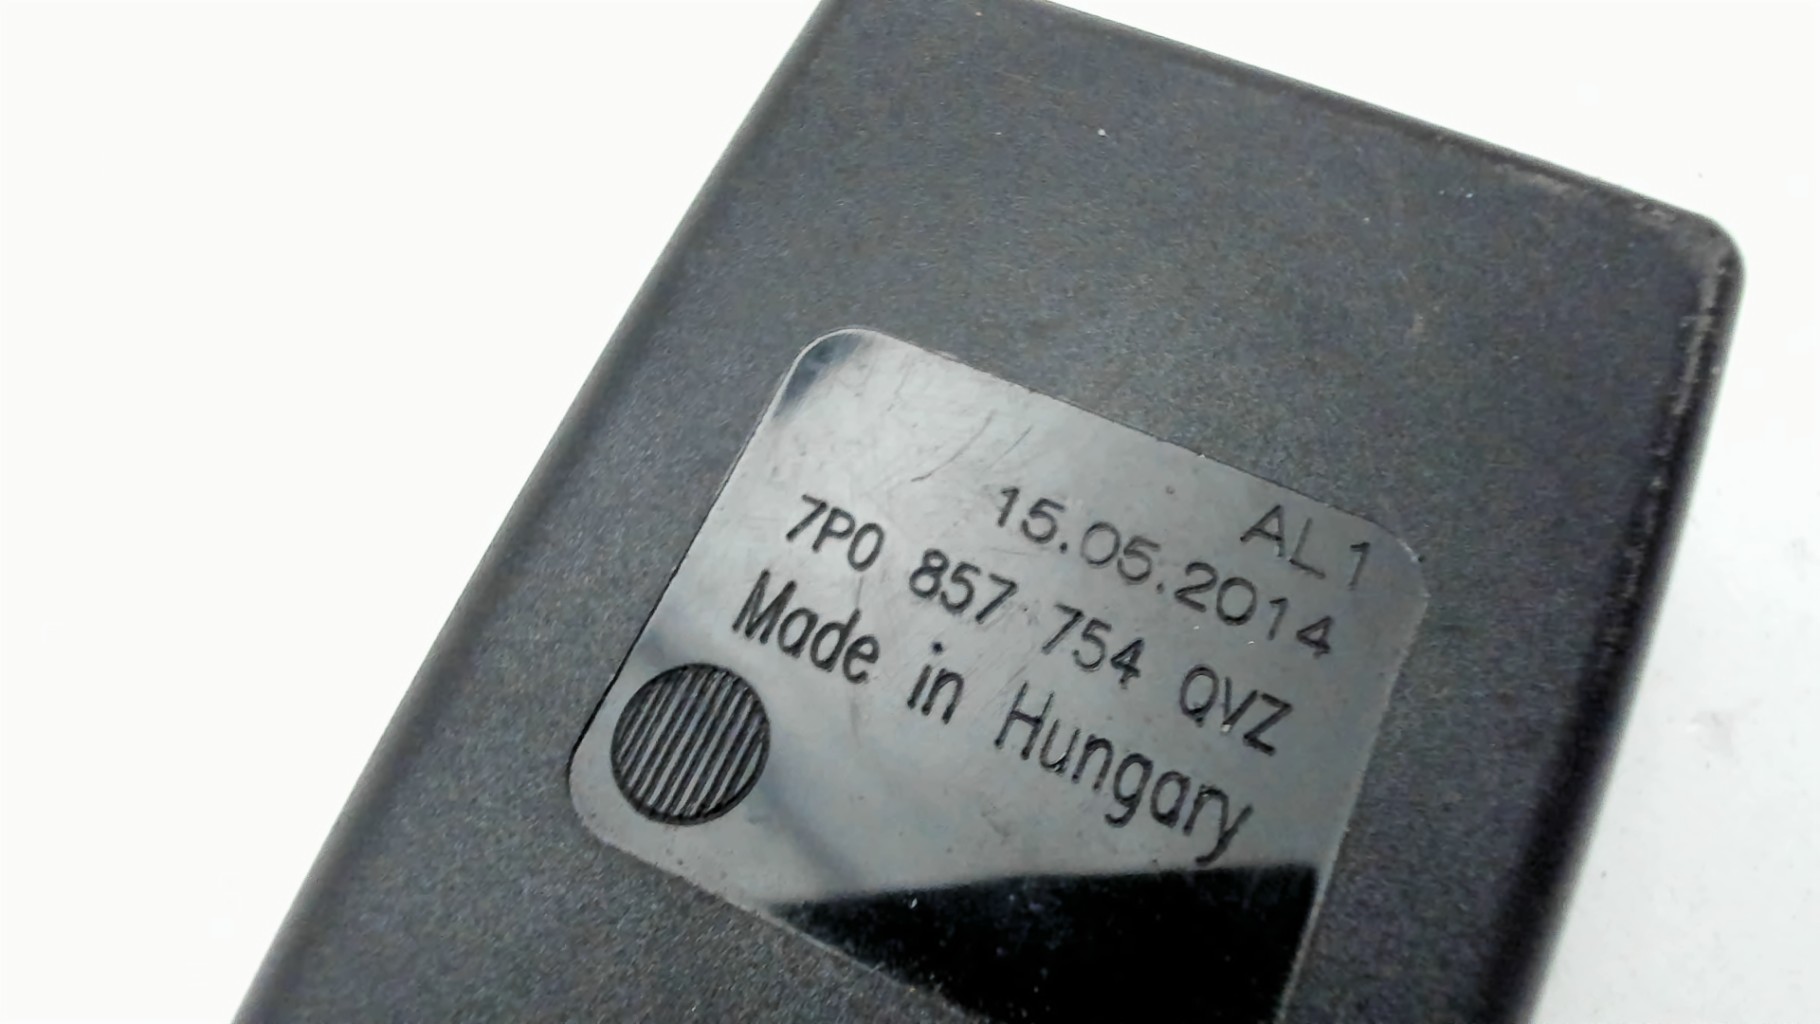 AL1
15.05.2014
7P0 857 754 QVZ
Made in Hungary